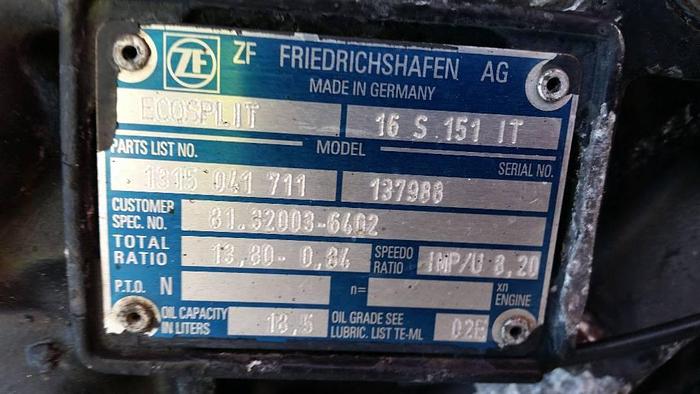 ZF ZF FRIEDRICHSHAFEN AG
MADE IN GERMANY
ECOSPLIT 16 S 151 IT
PARTS LIST NO. MODEL SERIAL NO.
1315 041 711 137988
CUSTOMER SPEC. NO. 81.32003-6402
TOTAL RATIO 13,80- 0,84 SPEEDO RATIO IMP/U 8,20
P.T.O. N n= xn ENGINE
OIL CAPACITY IN LITERS 13,5 OIL GRADE SEE LUBRIC. LIST TE-ML